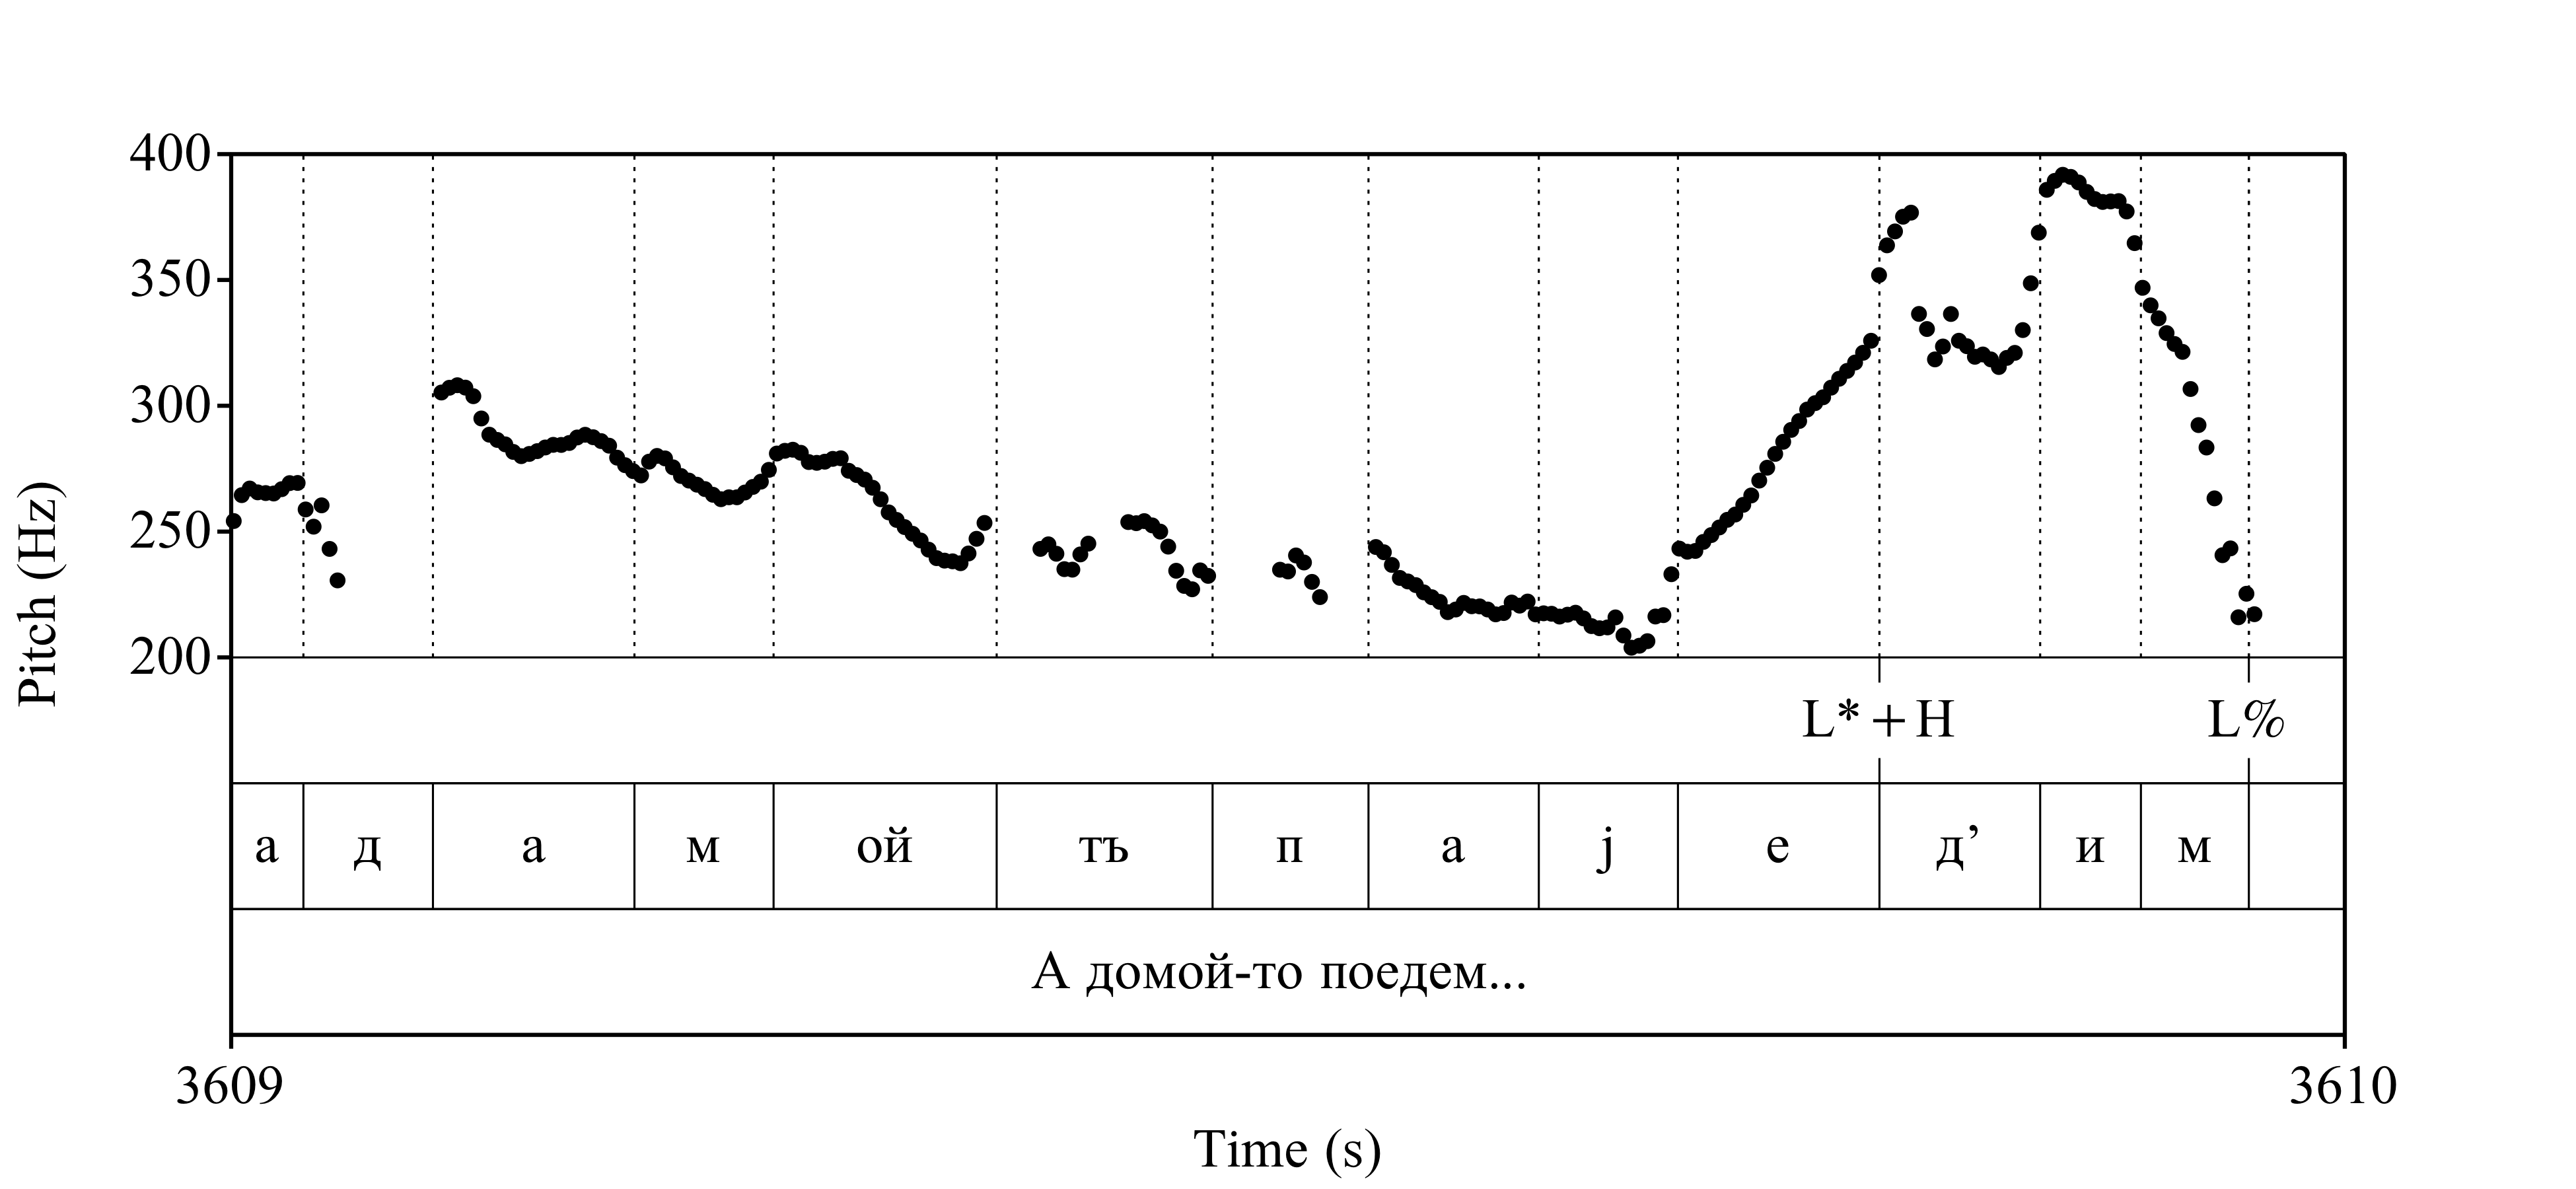 400
350
300
250
200
Pitch (Hz)
L* + H L%
а д а м ой тъ п а j е д’ и м
А домой-то поедем...
3609 3610
Time (s)